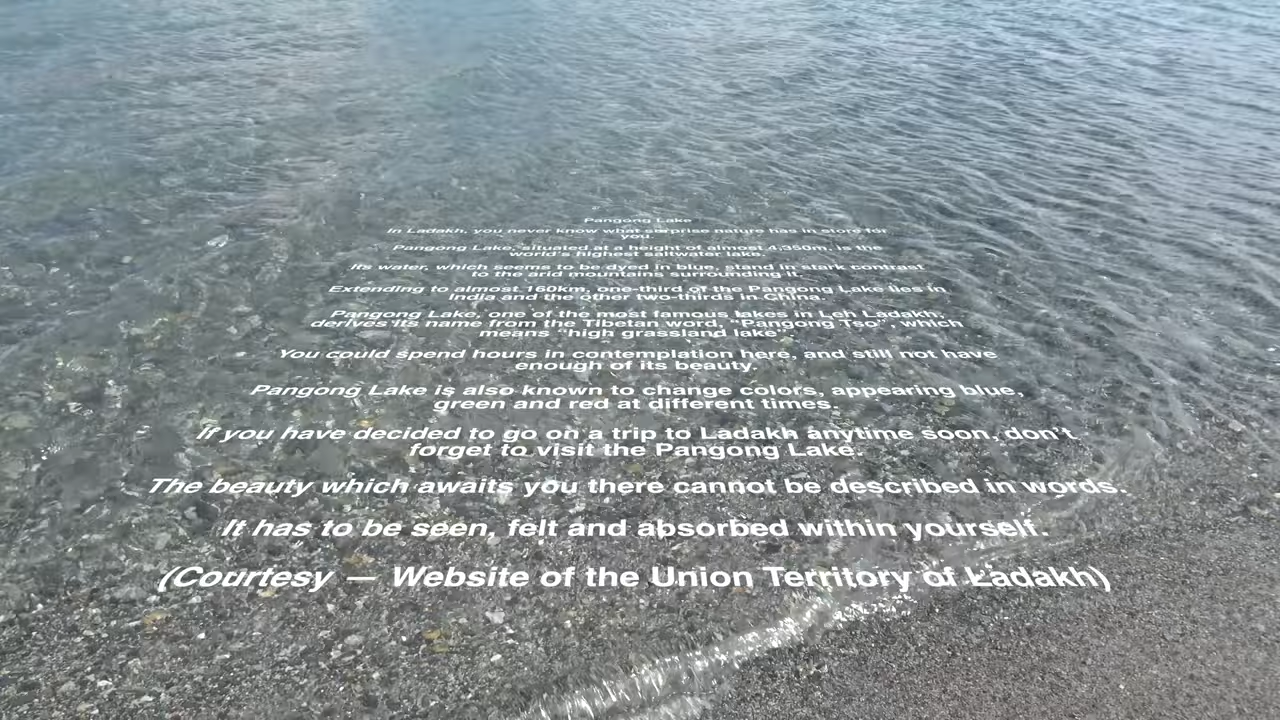 Pangong Lake
In Ladakh, you never know what surprise nature has in store for
you.
Pangong Lake, situated at a height of almost 4,350m, is the
world's highest saltwater lake.
Its water, which seems to be dyed in blue, stand in stark contrast
to the arid mountains surrounding it.
Extending to almost 160km, one-third of the Pangong Lake lies in
India and the other two-thirds in China.
Pangong Lake, one of the most famous lakes in Leh Ladakh,
derives its name from the Tibetan word, "Pangong Tso", which
means "high grassland lake".
You could spend hours in contemplation here, and still not have
enough of its beauty.
Pangong Lake is also known to change colors, appearing blue,
green and red at different times.
If you have decided to go on a trip to Ladakh anytime soon, don't
forget to visit the Pangong Lake.
The beauty which awaits you there cannot be described in words.
It has to be seen, felt and absorbed within yourself.
(Courtesy — Website of the Union Territory of Ladakh)